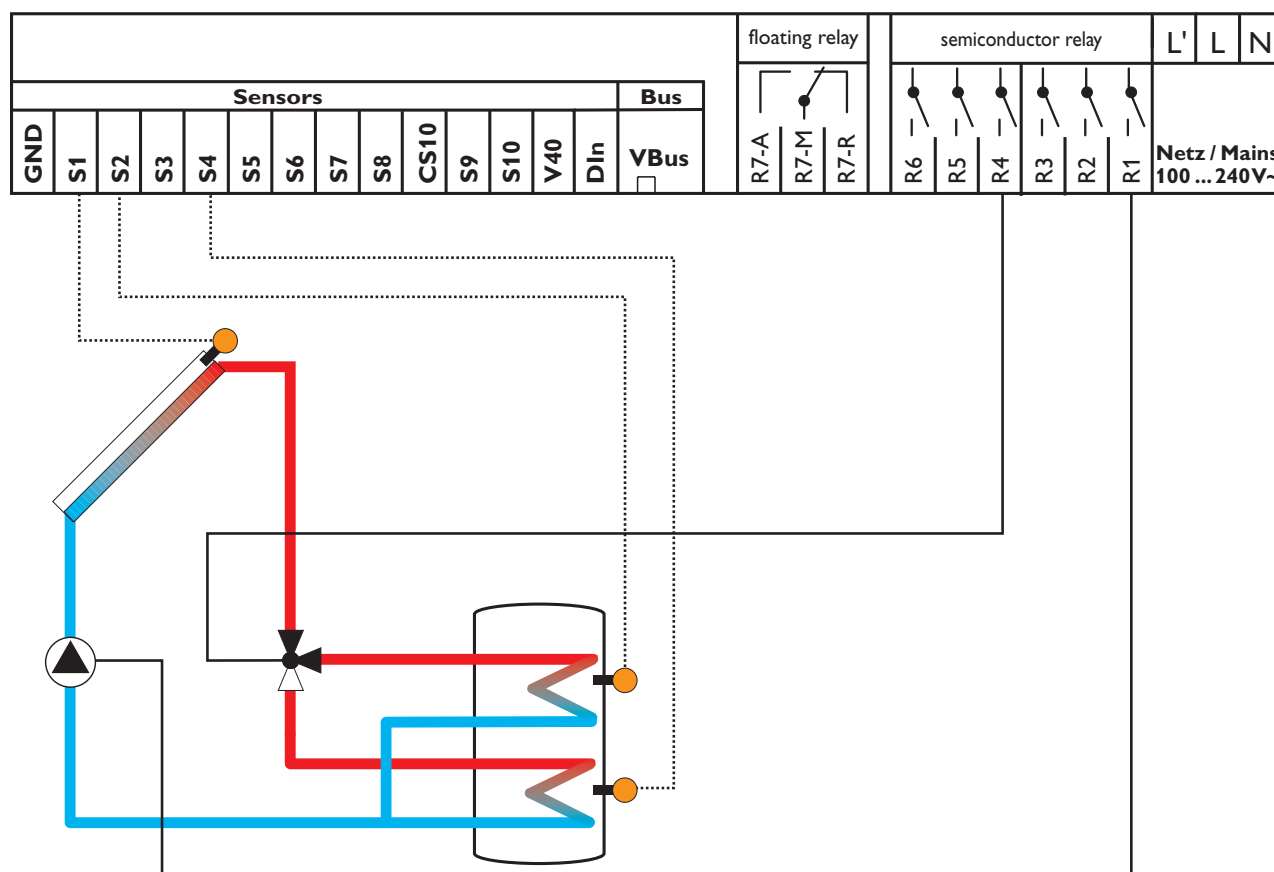 floating relay
semiconductor relay
L' L N
Sensors
Bus
GND
S1
S2
S3
S4
S5
S6
S7
S8
CS10
S9
S10
V40
DIn
VBus
R7-A
R7-M
R7-R
R6
R5
R4
R3
R2
R1
Netz / Mains
100 ... 240V~